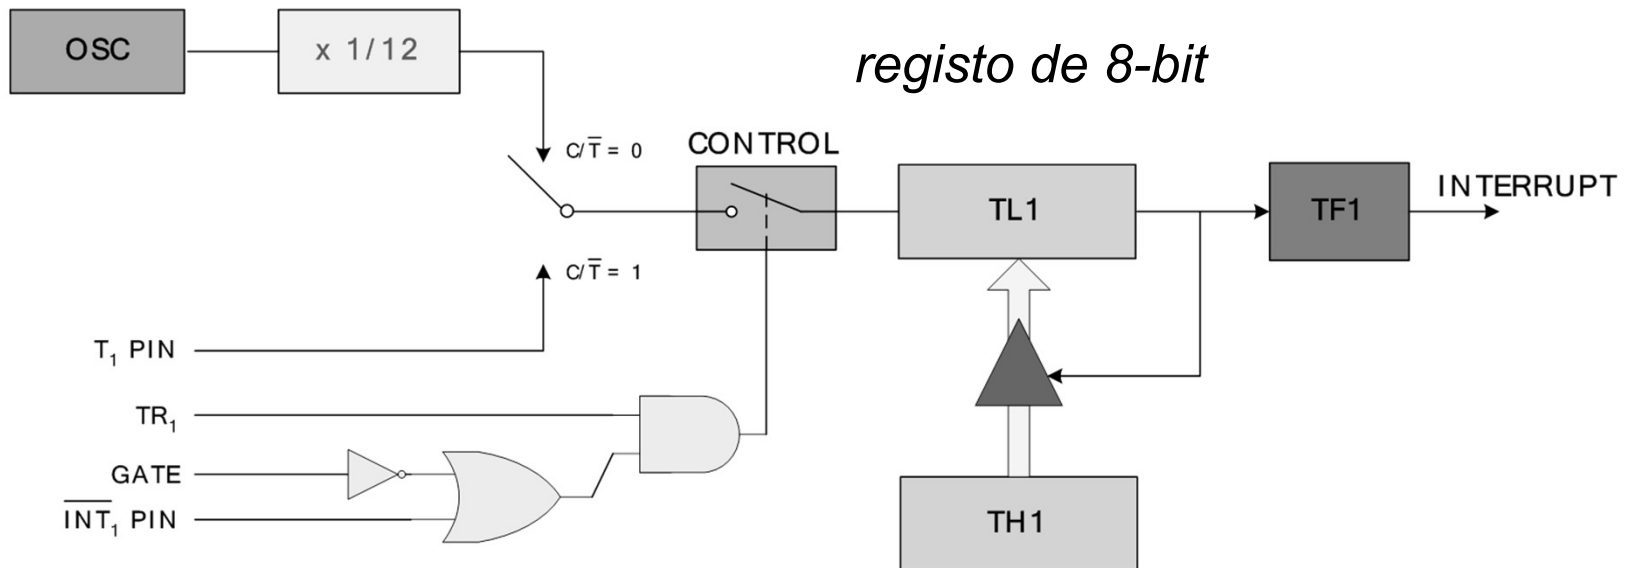 OSC
x 1/12
registo de 8-bit
C/T̅ = 0
CONTROL
TL1
TF1
INTERRUPT
C/T̅ = 1
T₁ PIN
TR₁
GATE
I̅N̅T̅₁ PIN
TH1